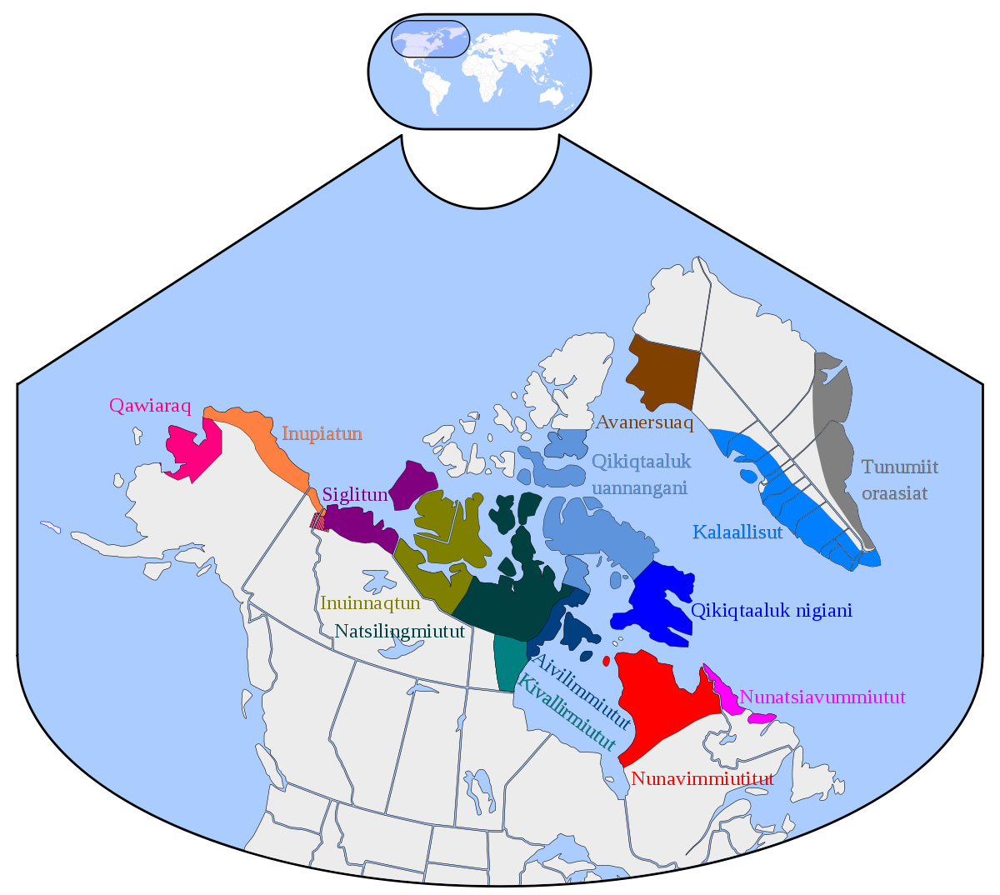 Qawiaraq
Inupiatun
Avanersuaq
Qikiqtaaluk
uannangani
Tunumiit
oraasiat
Siglitun
Kalaallisut
Inuinnaqtun
Qikiqtaaluk nigiani
Natsilingmiutut
Aivilimmiutut
Kivallirmiutut
Nunatsiavummiutut
Nunavimmiutitut